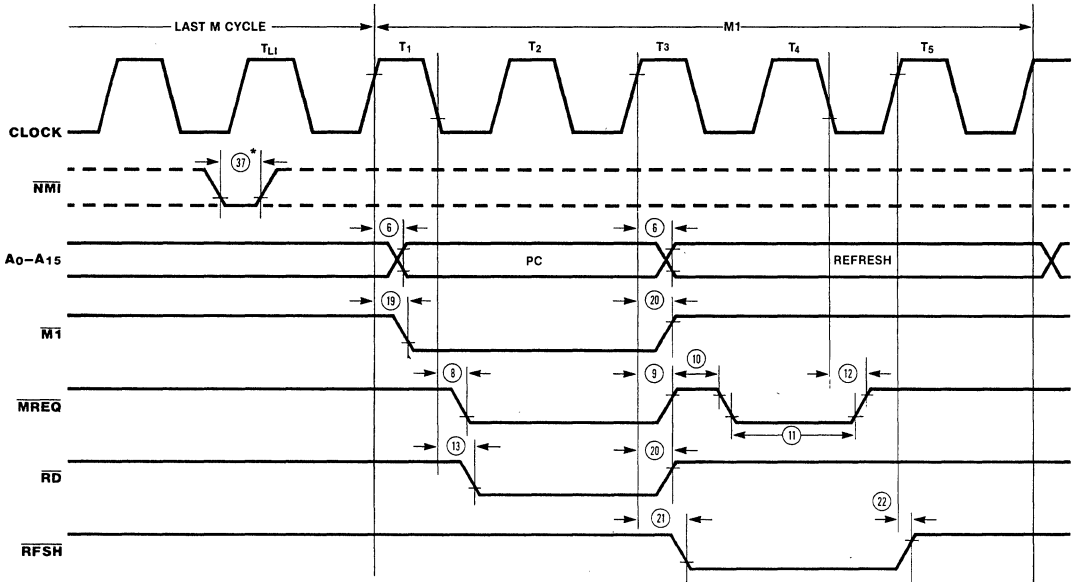 LAST M CYCLE
M1
TLI
T1
T2
T3
T4
T5
CLOCK
37*
NMI
6
6
A0–A15
PC
REFRESH
19
20
M1
10
8
9
12
MREQ
11
13
20
RD
22
21
RFSH